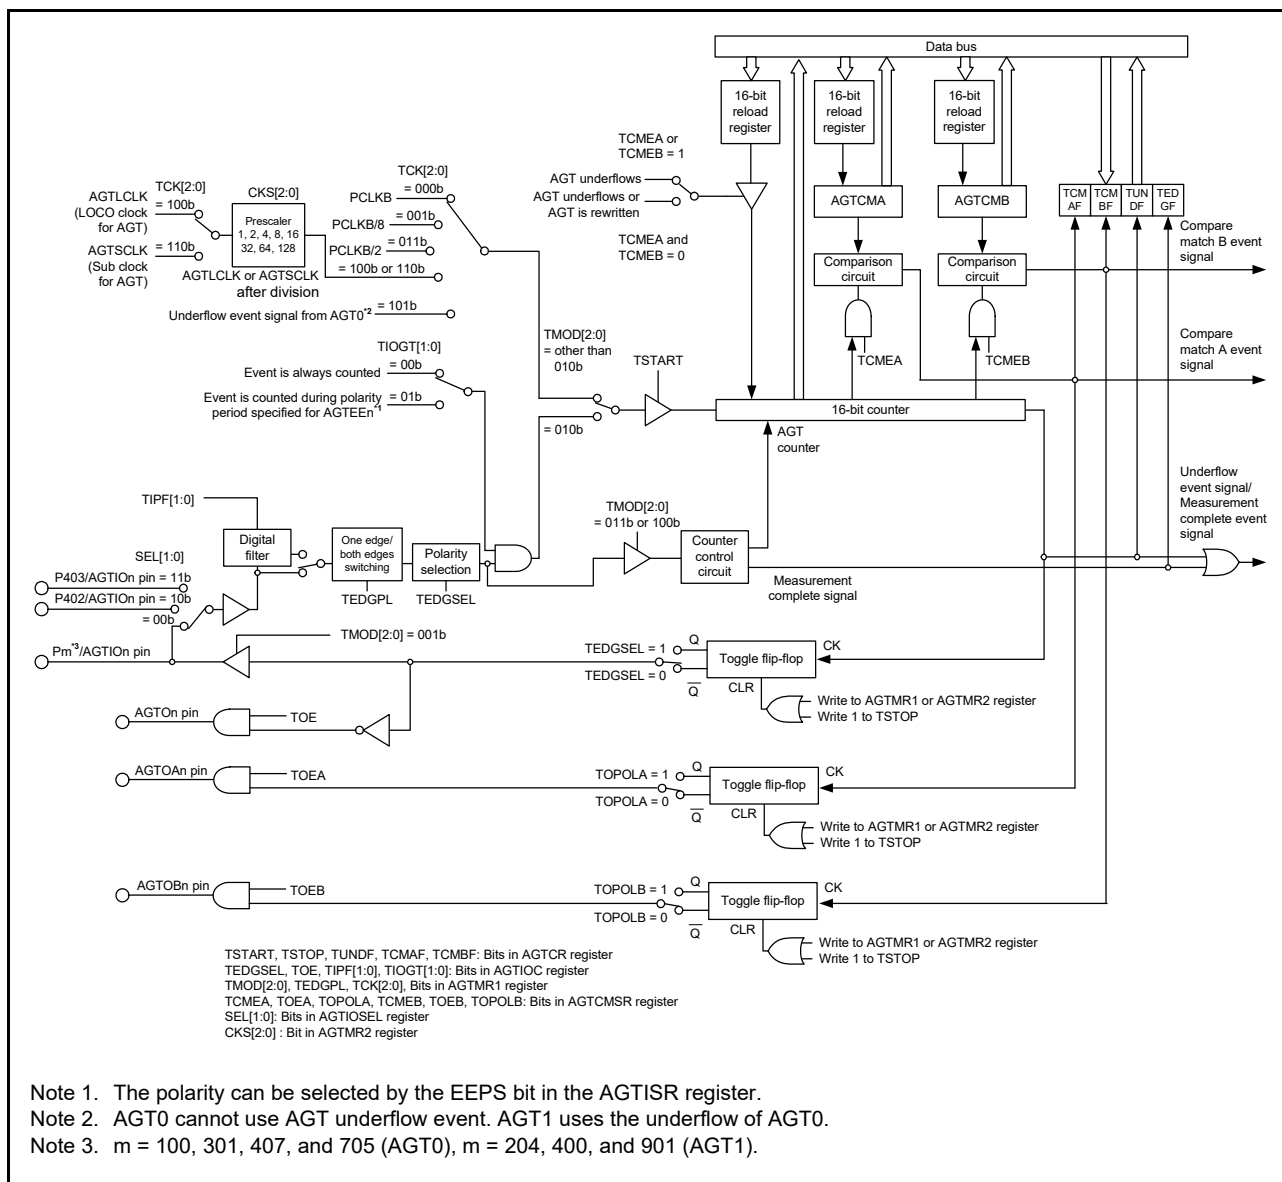 Data bus
16-bit
reload
register
16-bit
reload
register
16-bit
reload
register
TCMEA or
TCMEB = 1
AGT underflows
AGT underflows or
AGT is rewritten
TCMEA and
TCMEB = 0
AGTCMA
AGTCMB
TCM
AF
TCM
BF
TUN
DF
TED
GF
Comparison
circuit
Comparison
circuit
Compare
match B event
signal
Compare
match A event
signal
TCMEA
TCMEB
TCK[2:0]
AGTLCLK
= 100b
(LOCO clock
for AGT)
AGTSCLK
= 110b
(Sub clock
for AGT)
CKS[2:0]
Prescaler
1, 2, 4, 8, 16
32, 64, 128
TCK[2:0]
= 000b
PCLKB
= 001b
PCLKB/8
= 011b
PCLKB/2
= 100b or 110b
AGTLCLK or AGTSCLK
after division
= 101b
Underflow event signal from AGT0*2
TIOGT[1:0]
= 00b
Event is always counted
Event is counted during polarity
period specified for AGTEEn*1
= 01b
TMOD[2:0]
= other than
010b
= 010b
TSTART
16-bit counter
AGT
counter
TIPF[1:0]
Digital
filter
One edge/
both edges
switching
Polarity
selection
TEDGPL
TEDGSEL
TMOD[2:0]
= 011b or 100b
Counter
control
circuit
Measurement
complete signal
Underflow
event signal/
Measurement
complete event
signal
SEL[1:0]
P403/AGTIOn pin = 11b
P402/AGTIOn pin = 10b
= 00b
Pm*3/AGTIOn pin
TMOD[2:0] = 001b
TEDGSEL = 1
TEDGSEL = 0
Q
Q
Toggle flip-flop
CK
CLR
Write to AGTMR1 or AGTMR2 register
Write 1 to TSTOP
AGTOn pin
TOE
AGTOAn pin
TOEA
TOPOLA = 1
TOPOLA = 0
Q
Q
Toggle flip-flop
CK
CLR
Write to AGTMR1 or AGTMR2 register
Write 1 to TSTOP
AGTOBn pin
TOEB
TOPOLB = 1
TOPOLB = 0
Q
Q
Toggle flip-flop
CK
CLR
Write to AGTMR1 or AGTMR2 register
Write 1 to TSTOP
TSTART, TSTOP, TUNDF, TCMAF, TCMBF: Bits in AGTCR register
TEDGSEL, TOE, TIPF[1:0], TIOGT[1:0]: Bits in AGTIOC register
TMOD[2:0], TEDGPL, TCK[2:0], Bits in AGTMR1 register
TCMEA, TOEA, TOPOLA, TCMEB, TOEB, TOPOLB: Bits in AGTCMSR register
SEL[1:0]: Bits in AGTIOSEL register
CKS[2:0] : Bit in AGTMR2 register
Note 1. The polarity can be selected by the EEPS bit in the AGTISR register.
Note 2. AGT0 cannot use AGT underflow event. AGT1 uses the underflow of AGT0.
Note 3. m = 100, 301, 407, and 705 (AGT0), m = 204, 400, and 901 (AGT1).